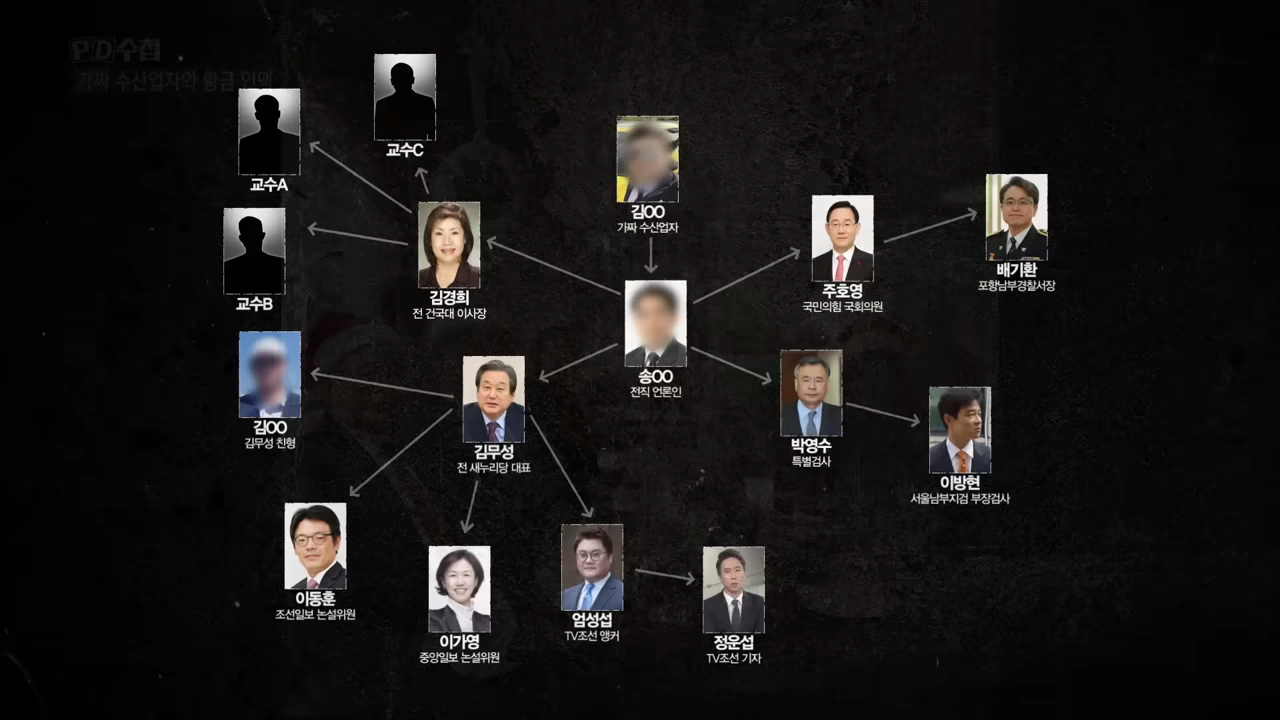 PD수첩
가짜 수산업자와 황금 인맥
교수C
교수A
김OO
가짜 수산업자
교수B
김경희
전 건국대 이사장
주호영
국민의힘 국회의원
배기환
포항남부경찰서장
송OO
전직 언론인
김OO
김무성 친형
김무성
전 새누리당 대표
박영수
특별검사
이방현
서울남부지검 부장검사
이동훈
조선일보 논설위원
이가영
중앙일보 논설위원
엄성섭
TV조선 앵커
정운섭
TV조선 기자